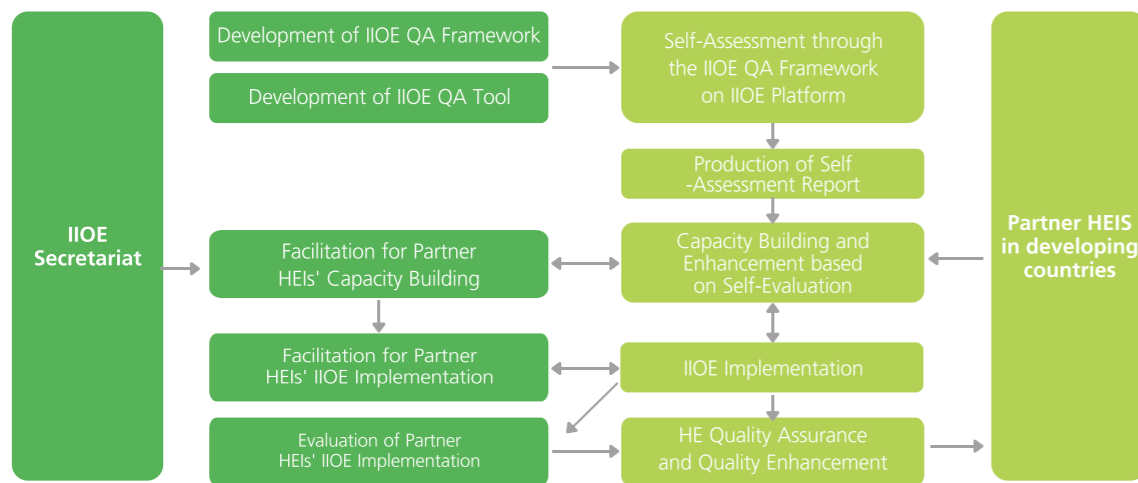 IIOE
Secretariat
Development of IIOE QA Framework
Development of IIOE QA Tool
Self-Assessment through
the IIOE QA Framework
on IIOE Platform
Production of Self
-Assessment Report
Facilitation for Partner
HEIs' Capacity Building
Capacity Building and
Enhancement based
on Self-Evaluation
Facilitation for Partner
HEIs' IIOE Implementation
IIOE Implementation
Evaluation of Partner
HEIs' IIOE Implementation
HE Quality Assurance
and Quality Enhancement
Partner HEIS
in developing
countries